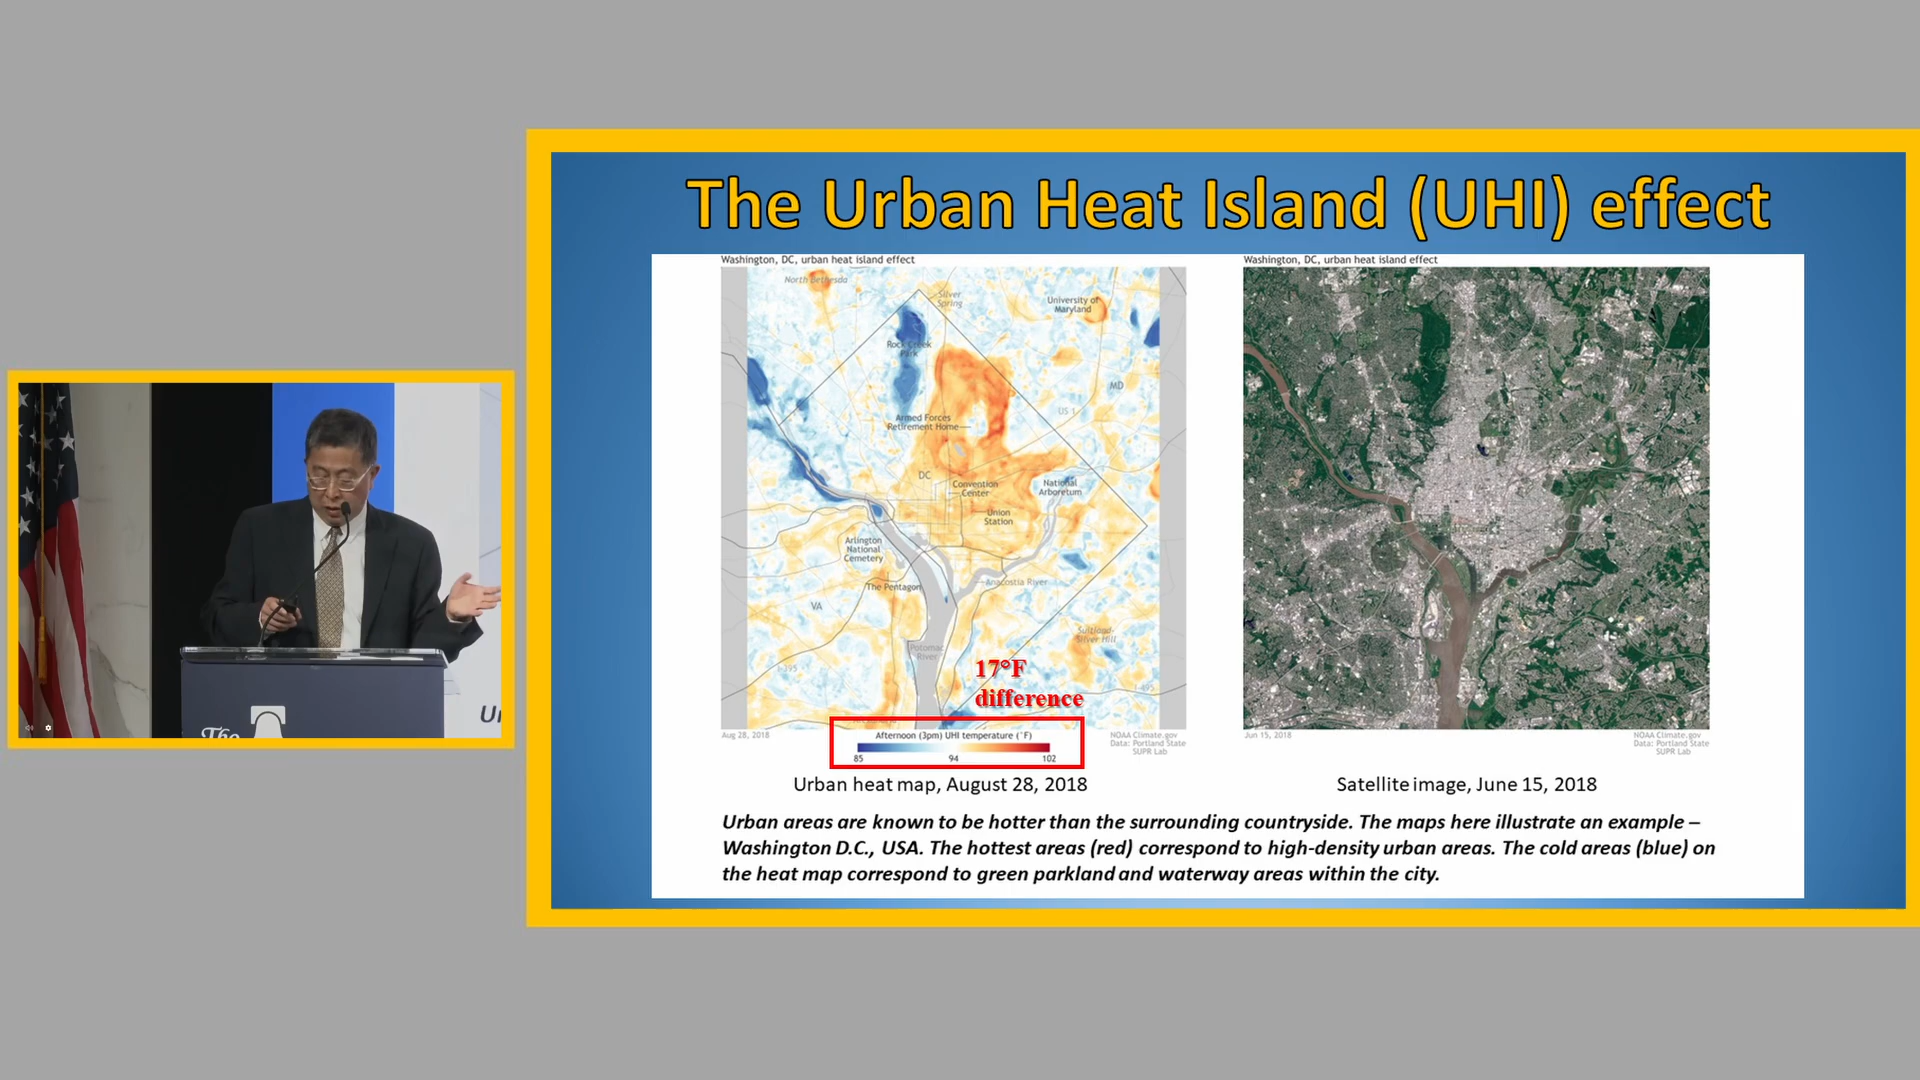 The Urban Heat Island (UHI) effect
Washington, DC, urban heat island effect
North Bethesda
Silver
Spring
University of
Maryland
Rock Creek
Park
MD
US 1
Armed Forces
Retirement Home
DC
Convention
Center
National
Arboretum
Union
Station
Arlington
National
Cemetery
The Pentagon
Anacostia River
VA
Suitland-
Silver Hill
Potomac
River
I-395
I-495
17°F
difference
Aug 28, 2018
Afternoon (3pm) UHI temperature (°F)
85 94 102
NOAA Climate.gov
Data: Portland State
SUPR Lab
Urban heat map, August 28, 2018
Washington, DC, urban heat island effect
Jun 15, 2018
NOAA Climate.gov
Data: Portland State
SUPR Lab
Satellite image, June 15, 2018
Urban areas are known to be hotter than the surrounding countryside. The maps here illustrate an example –
Washington D.C., USA. The hottest areas (red) correspond to high-density urban areas. The cold areas (blue) on
the heat map correspond to green parkland and waterway areas within the city.
The